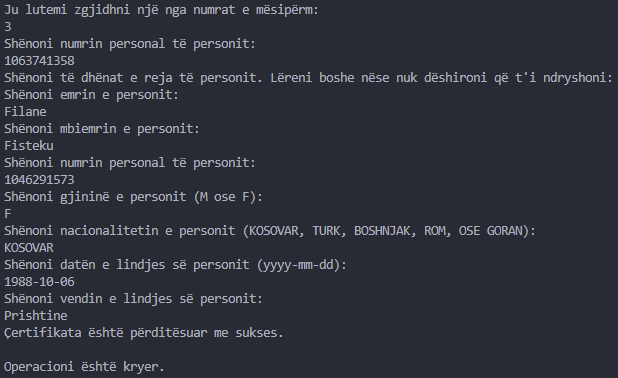 Ju lutemi zgjidhni një nga numrat e mësipërm:
3
Shënoni numrin personal të personit:
1063741358
Shënoni të dhënat e reja të personit. Lëreni boshe nëse nuk dëshironi që t'i ndryshoni:
Shënoni emrin e personit:
Filane
Shënoni mbiemrin e personit:
Fisteku
Shënoni numrin personal të personit:
1046291573
Shënoni gjininë e personit (M ose F):
F
Shënoni nacionalitetin e personit (KOSOVAR, TURK, BOSHNJAK, ROM, OSE GORAN):
KOSOVAR
Shënoni datën e lindjes së personit (yyyy-mm-dd):
1988-10-06
Shënoni vendin e lindjes së personit:
Prishtine
Çertifikata është përditësuar me sukses.
Operacioni është kryer.